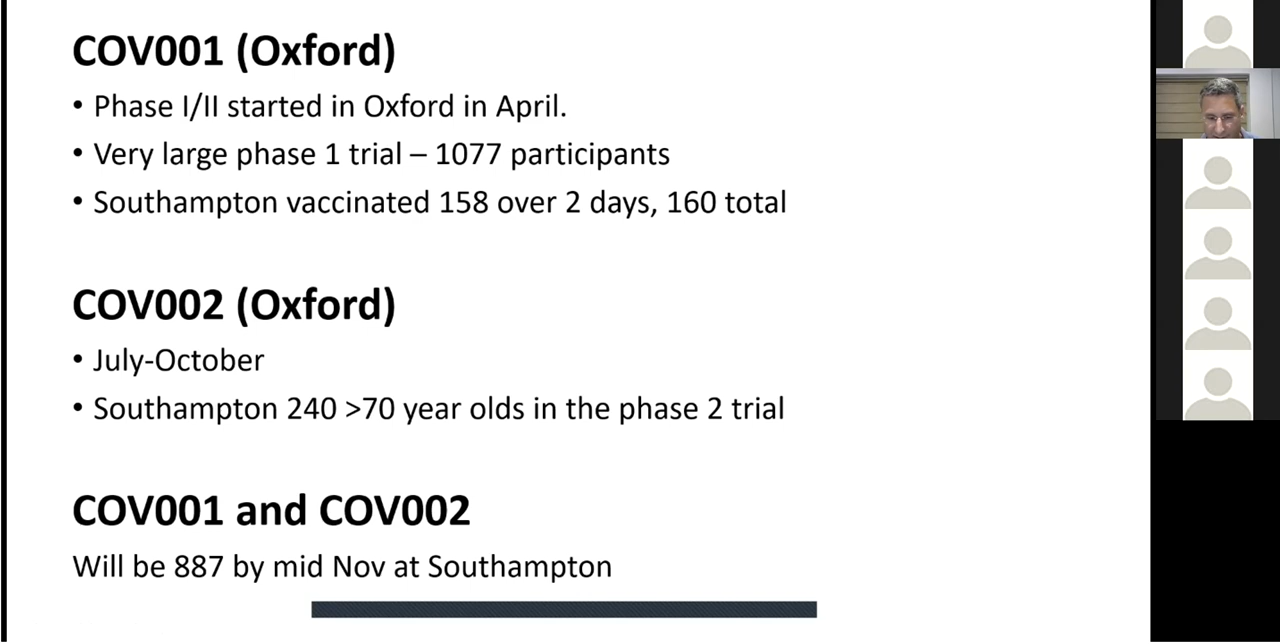 COV001 (Oxford)
• Phase I/II started in Oxford in April.
• Very large phase 1 trial – 1077 participants
• Southampton vaccinated 158 over 2 days, 160 total
COV002 (Oxford)
• July-October
• Southampton 240 >70 year olds in the phase 2 trial
COV001 and COV002
Will be 887 by mid Nov at Southampton